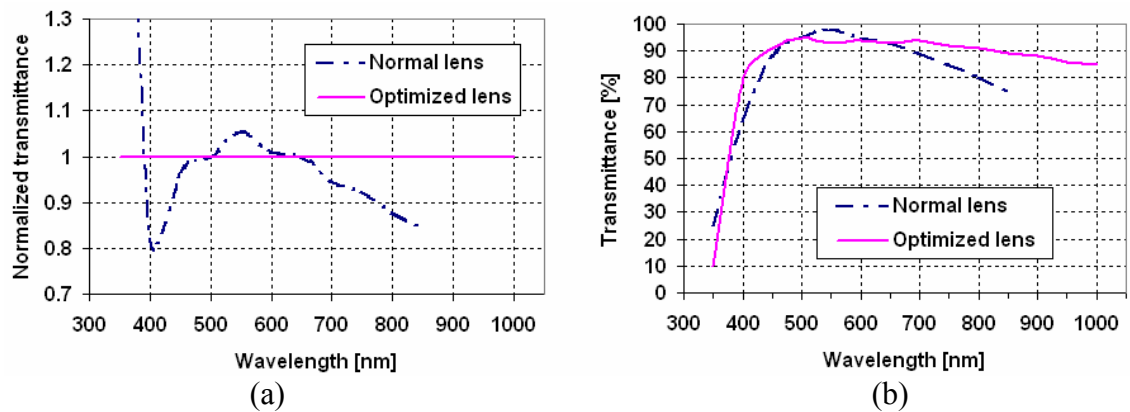 Normalized transmittance
1.3
1.2
1.1
1
0.9
0.8
0.7
300 400 500 600 700 800 900 1000
Wavelength [nm]
Normal lens
Optimized lens
(a)
Transmittance [%]
100
90
80
70
60
50
40
30
20
10
0
300 400 500 600 700 800 900 1000
Wavelength [nm]
Normal lens
Optimized lens
(b)